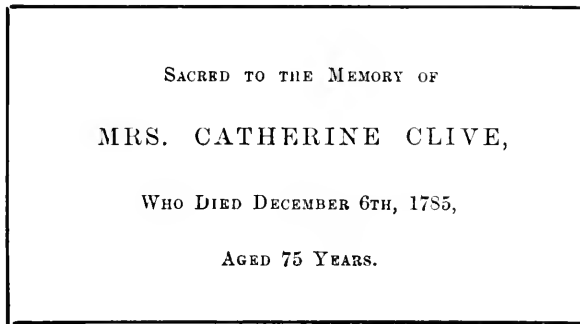 Sacred to the Memory of
MRS. CATHERINE CLIVE,
Who Died December 6th, 1785,
Aged 75 Years.